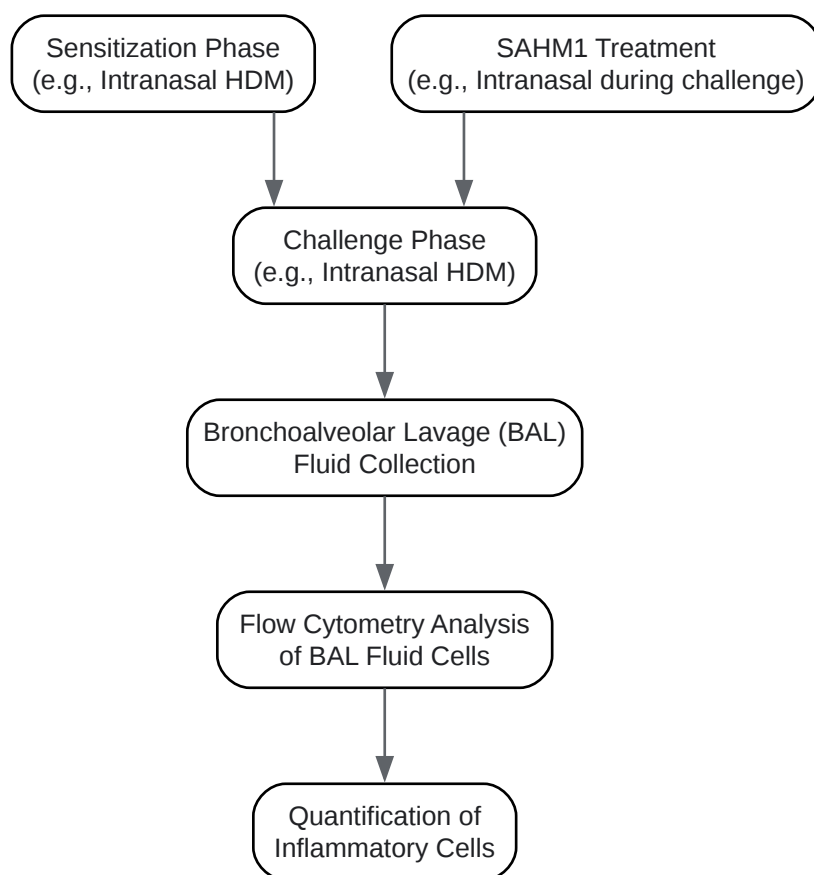 Sensitization Phase
(e.g., Intranasal HDM)
SAHM1 Treatment
(e.g., Intranasal during challenge)
Challenge Phase
(e.g., Intranasal HDM)
Bronchoalveolar Lavage (BAL)
Fluid Collection
Flow Cytometry Analysis
of BAL Fluid Cells
Quantification of
Inflammatory Cells